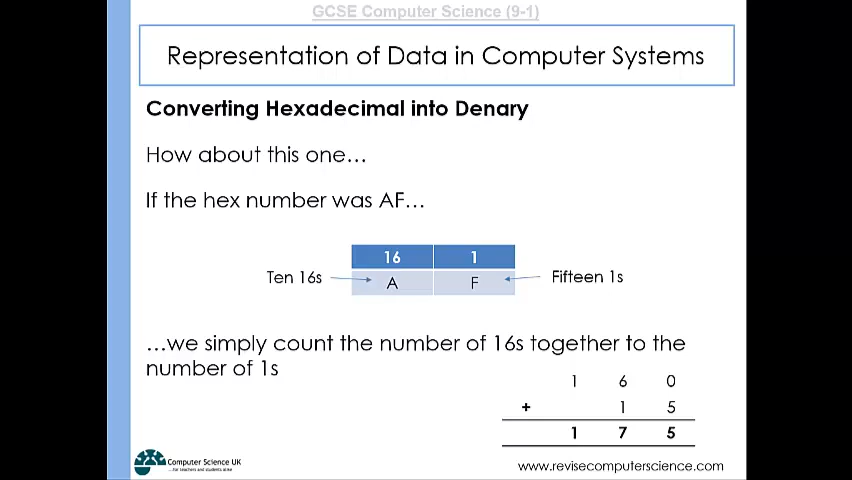 GCSE Computer Science (9-1)
Representation of Data in Computer Systems
Converting Hexadecimal into Denary
How about this one…
If the hex number was AF…
16 1
Ten 16s A F Fifteen 1s
…we simply count the number of 16s together to the
number of 1s
1 6 0
+ 1 5
1 7 5
Computer Science UK
...for teachers and students alike
www.revisecomputerscience.com